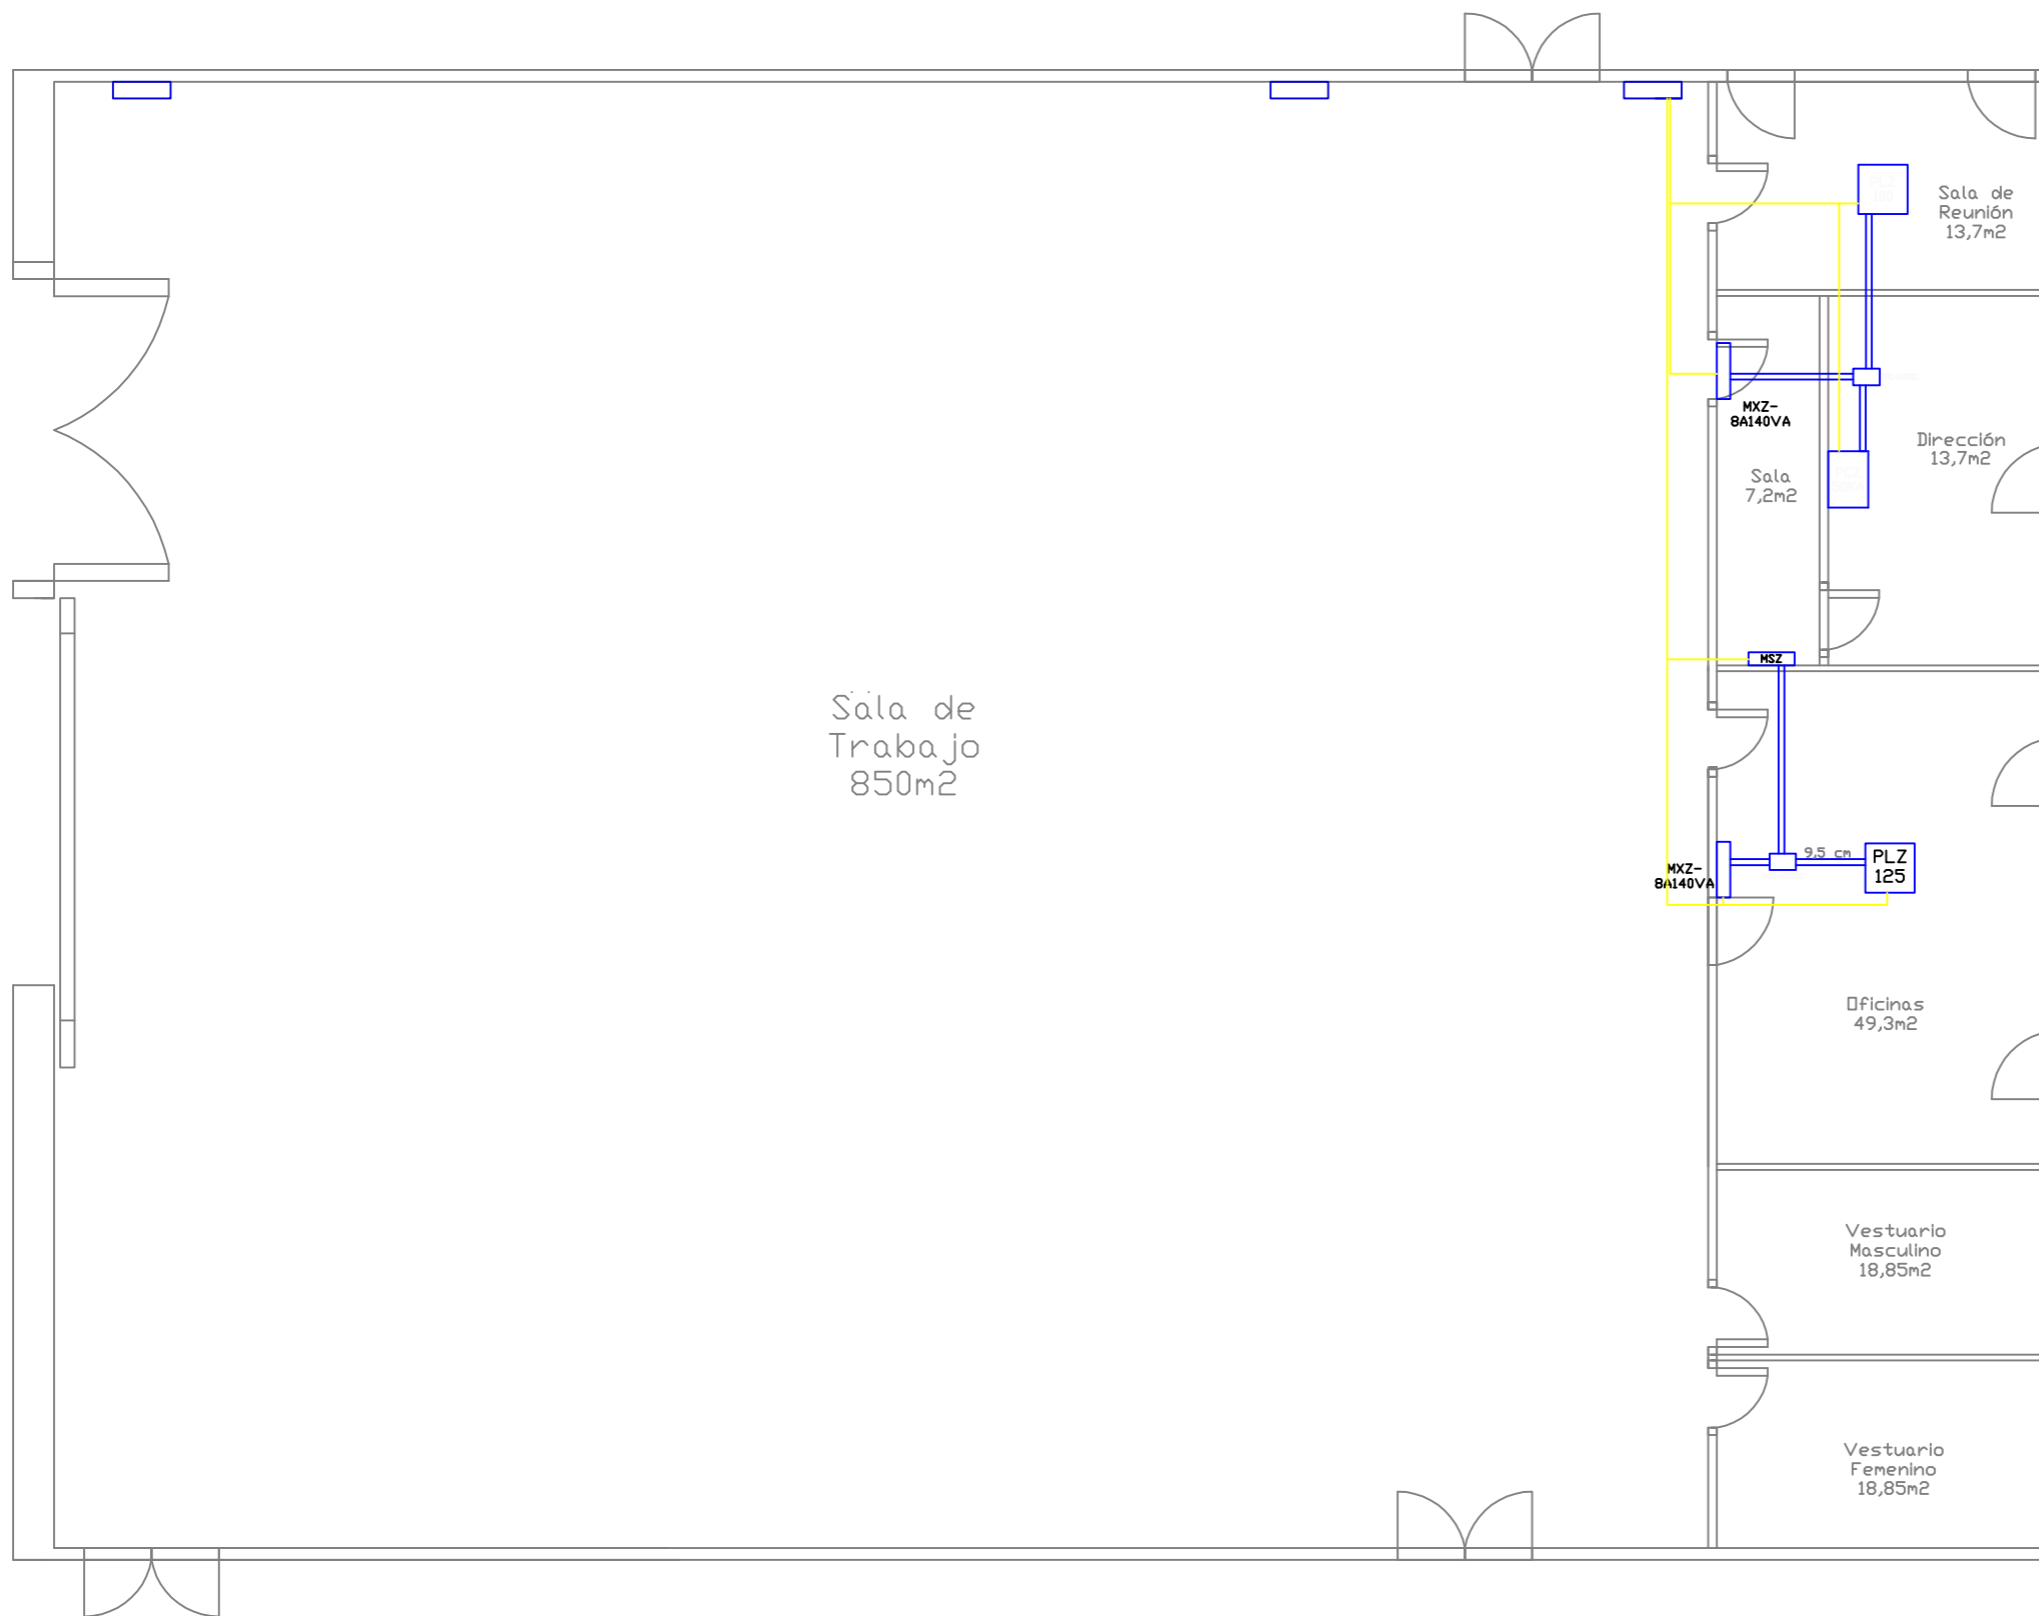 Sala de
Reunión
13,7m2
MXZ-
8A140VA
Dirección
13,7m2
Sala
7,2m2
MSZ
Sala de
Trabajo
850m2
9,5 cm
PLZ
125
MXZ-
8A140VA
Oficinas
49,3m2
Vestuario
Masculino
18,85m2
Vestuario
Femenino
18,85m2